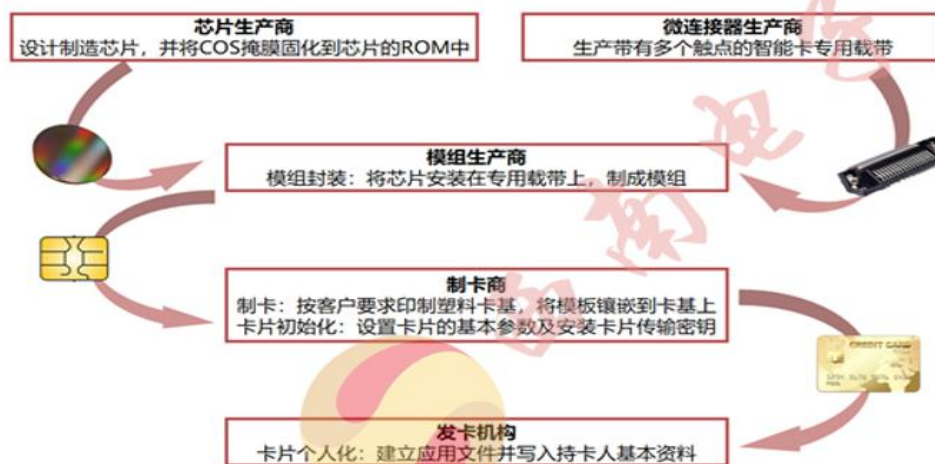 芯片生产商
设计制造芯片，并将COS掩膜固化到芯片的ROM中
微连接器生产商
生产带有多个触点的智能卡专用载带
模组生产商
模组封装：将芯片安装在专用载带上，制成模组
制卡商
制卡：按客户要求印制塑料卡基，将模板镶嵌到卡基上
卡片初始化：设置卡片的基本参数及安装卡片传输密钥
CREDIT CARD
发卡机构
卡片个人化：建立应用文件并写入持卡人基本资料